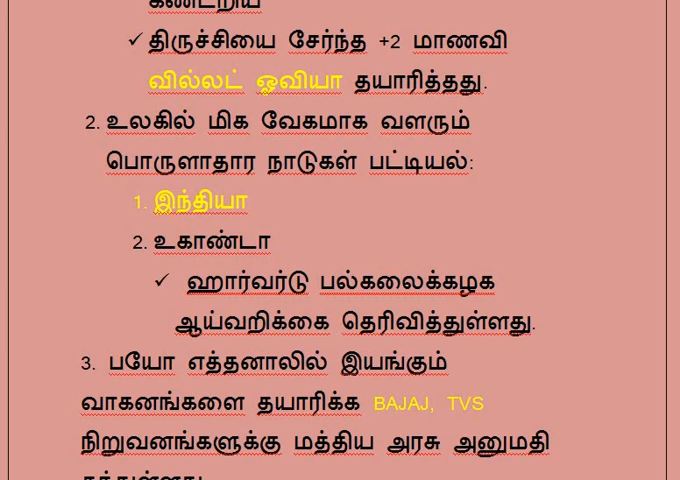 கண்டறிய
✓ திருச்சியை சேர்ந்த +2 மாணவி
வில்லட் ஓவியா தயாரித்தது.
2. உலகில் மிக வேகமாக வளரும்
பொருளாதார நாடுகள் பட்டியல்:
1. இந்தியா
2. உகாண்டா
✓ ஹார்வர்டு பல்கலைக்கழக
ஆய்வறிக்கை தெரிவித்துள்ளது.
3. பயோ எத்தனாலில் இயங்கும்
வாகனங்களை தயாரிக்க BAJAJ, TVS
நிறுவனங்களுக்கு மத்திய அரசு அனுமதி